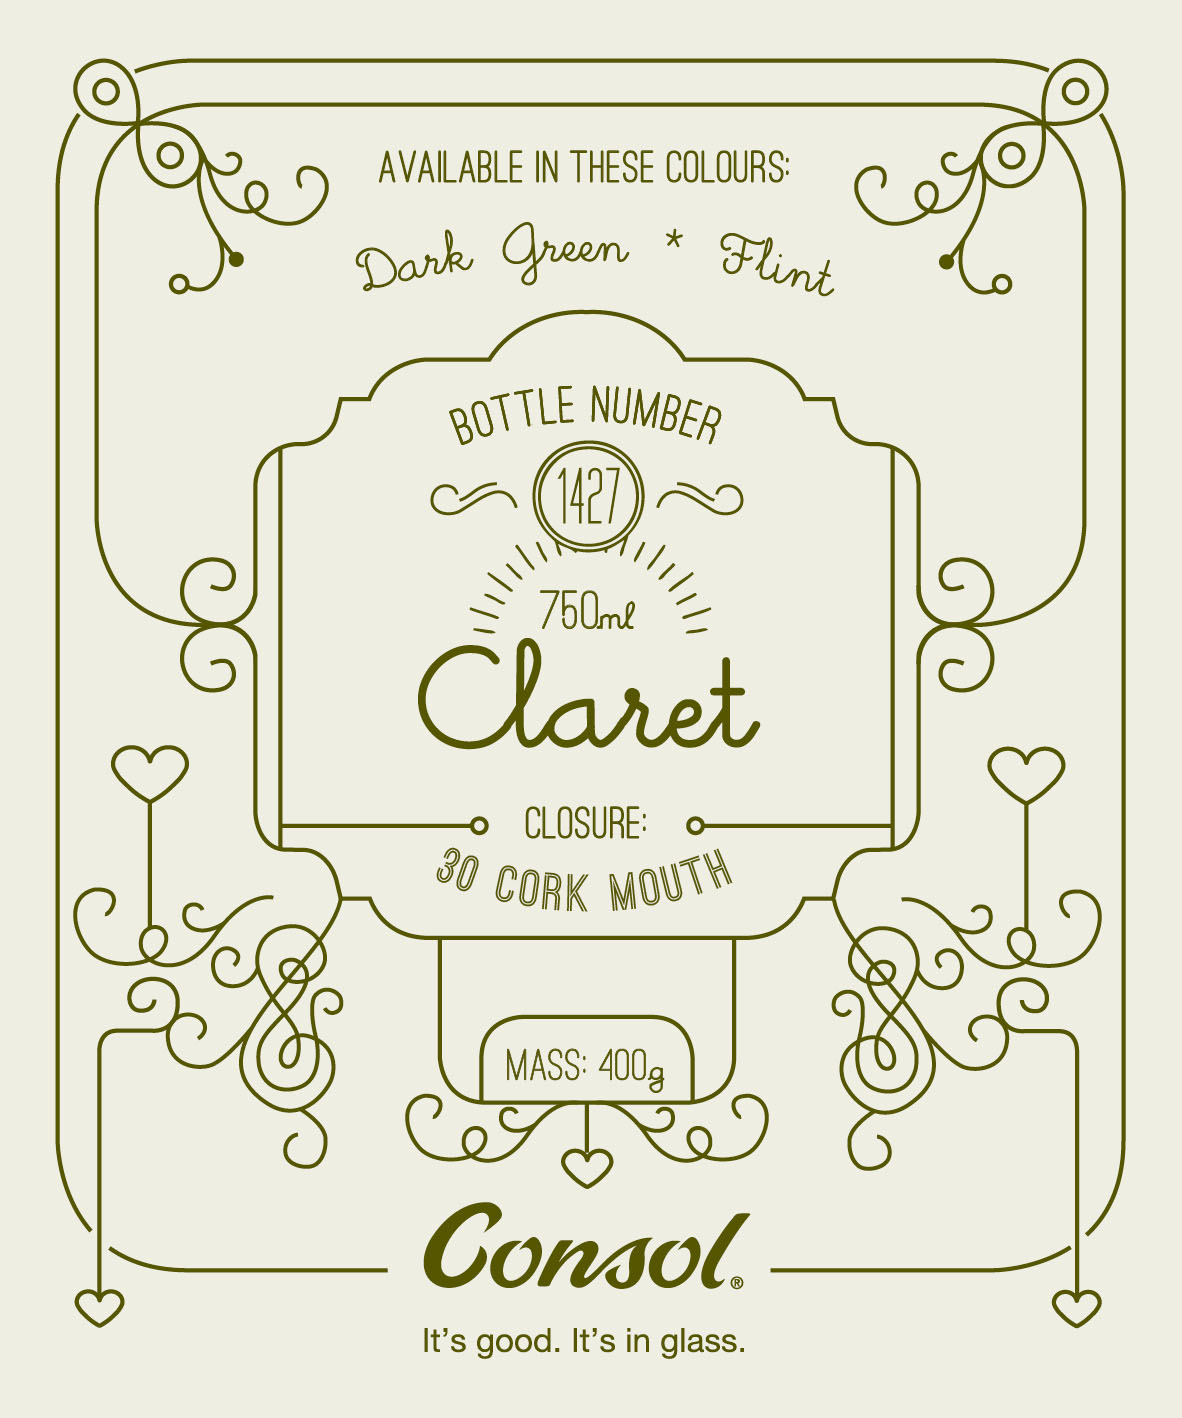 AVAILABLE IN THESE COLOURS:
Dark Green * Flint
BOTTLE NUMBER
1427
750ml
Claret
CLOSURE:
30 CORK MOUTH
MASS: 400g
Consol®
It's good. It's in glass.